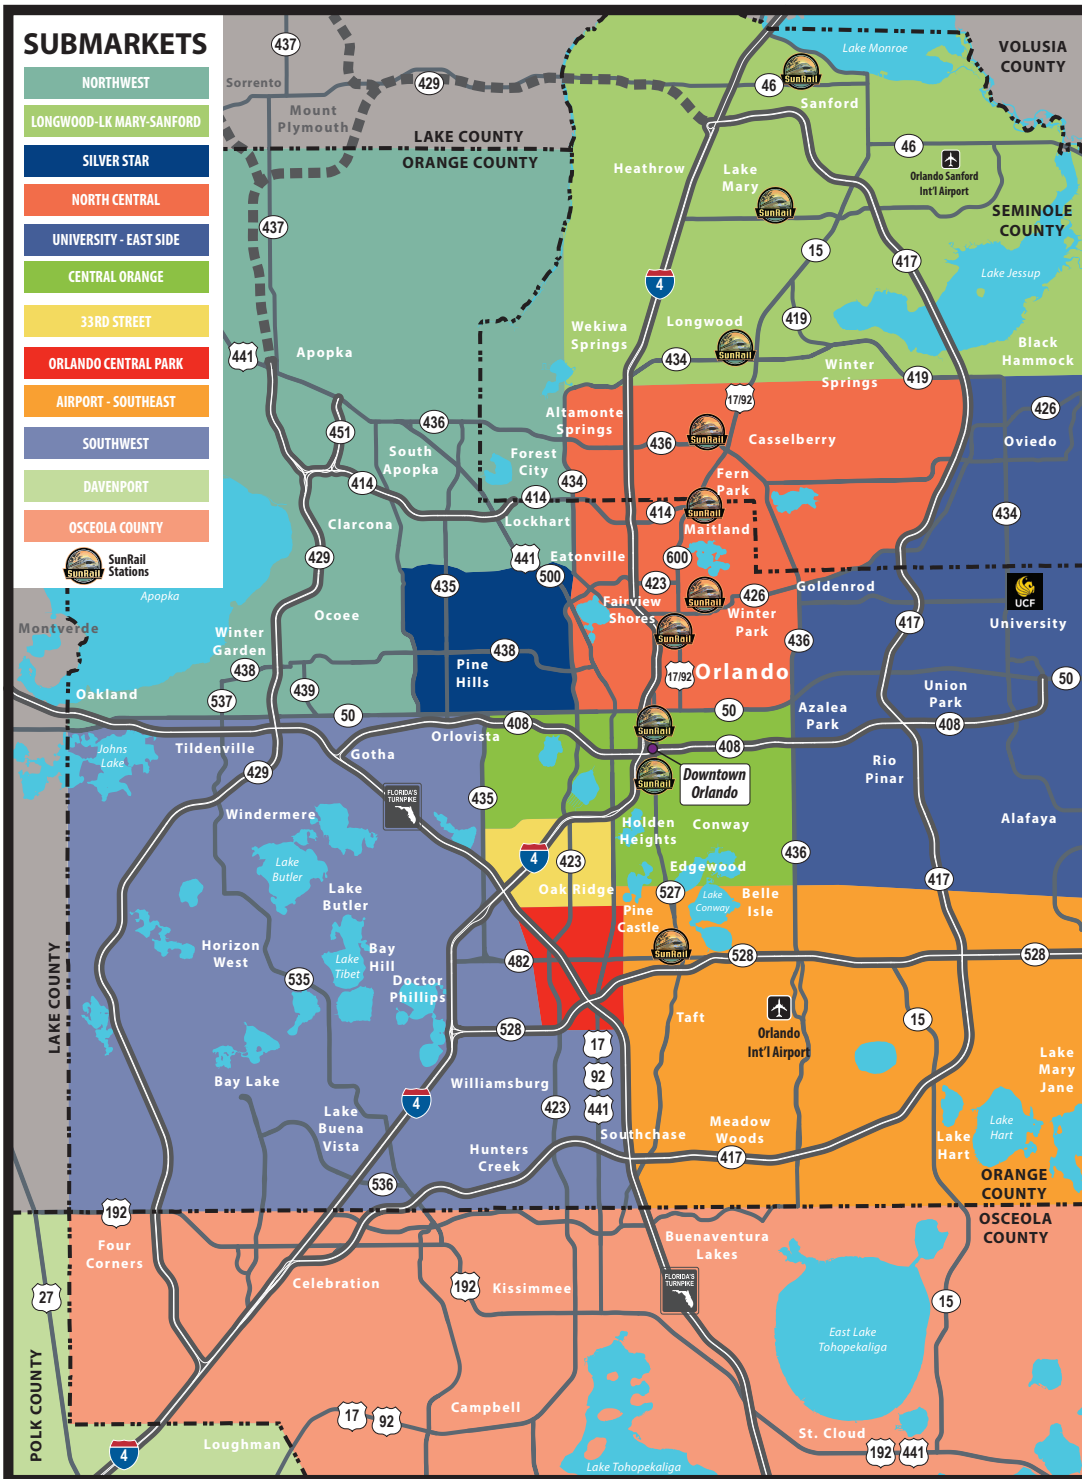 SUBMARKETS
NORTHWEST
LONGWOOD-LK MARY-SANFORD
SILVER STAR
NORTH CENTRAL
UNIVERSITY - EAST SIDE
CENTRAL ORANGE
33RD STREET
ORLANDO CENTRAL PARK
AIRPORT - SOUTHEAST
SOUTHWEST
DAVENPORT
OSCEOLA COUNTY
SunRail
SunRail
Stations
437
Sorrento
429
Mount
Plymouth
LAKE COUNTY
ORANGE COUNTY
Lake Monroe
VOLUSIA
COUNTY
46
SunRail
Sanford
46
Heathrow
Lake
Mary
Orlando Sanford
Int'l Airport
SunRail
SEMINOLE
COUNTY
437
15
417
Lake Jessup
4
419
Wekiwa
Springs
Longwood
SunRail
434
Black
Hammock
Winter
Springs
419
441
Apopka
17/92
426
Altamonte
Springs
436
451
SunRail
436
Casselberry
Oviedo
South
Apopka
Forest
City
Fern
Park
414
434
414
SunRail
414
434
Clarcona
Lockhart
Maitland
429
441
Eatonville
600
500
435
423
Goldenrod
Apopka
SunRail
426
UCF
Fairview
Shores
Ocoee
Winter
Park
417
University
Montverde
Winter
Garden
SunRail
436
438
438
Pine
Hills
17/92
Orlando
50
Oakland
537
439
Union
Park
50
408
50
Azalea
Park
SunRail
408
Orlovista
Tildenville
Gotha
408
Johns
Lake
Rio
Pinar
429
SunRail
Downtown
Orlando
FLORIDA'S
TURNPIKE
435
Windermere
Holden
Heights
Conway
Alafaya
4
423
436
Lake
Butler
Edgewood
417
Oak Ridge
527
Lake
Butler
Lake
Conway
Belle
Isle
Pine
Castle
Horizon
West
Bay
Hill
SunRail
528
528
Lake
Tibet
482
535
Doctor
Phillips
Taft
15
528
Orlando
Int'l Airport
17
Bay Lake
92
Williamsburg
Lake
Mary
Jane
4
423
441
Lake
Buena
Vista
Meadow
Woods
Lake
Hart
Southchase
Lake
Hart
Hunters
Creek
417
LAKE COUNTY
536
ORANGE
COUNTY
192
OSCEOLA
COUNTY
Four
Corners
Buenaventura
Lakes
Celebration
192
Kissimmee
FLORIDA'S
TURNPIKE
27
15
East Lake
Tohopekaliga
POLK COUNTY
17
92
Campbell
St. Cloud
Loughman
4
192
441
Lake Tohopekaliga